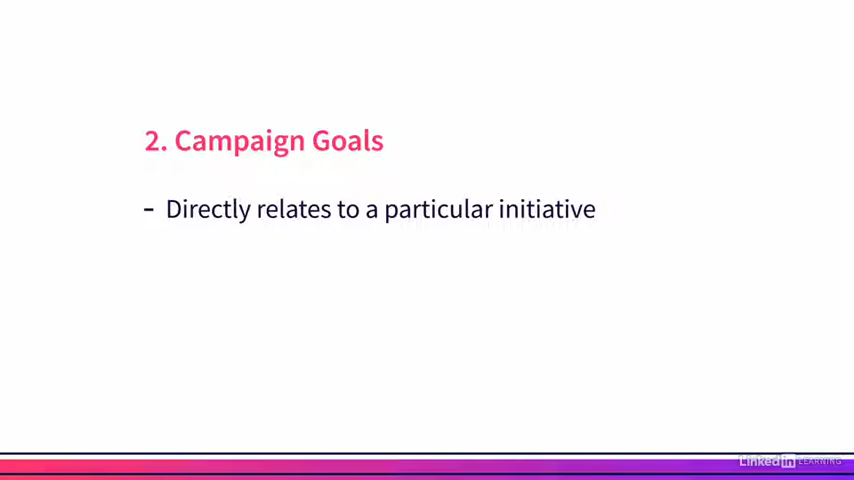 2. Campaign Goals
- Directly relates to a particular initiative
LinkedIn LEARNING